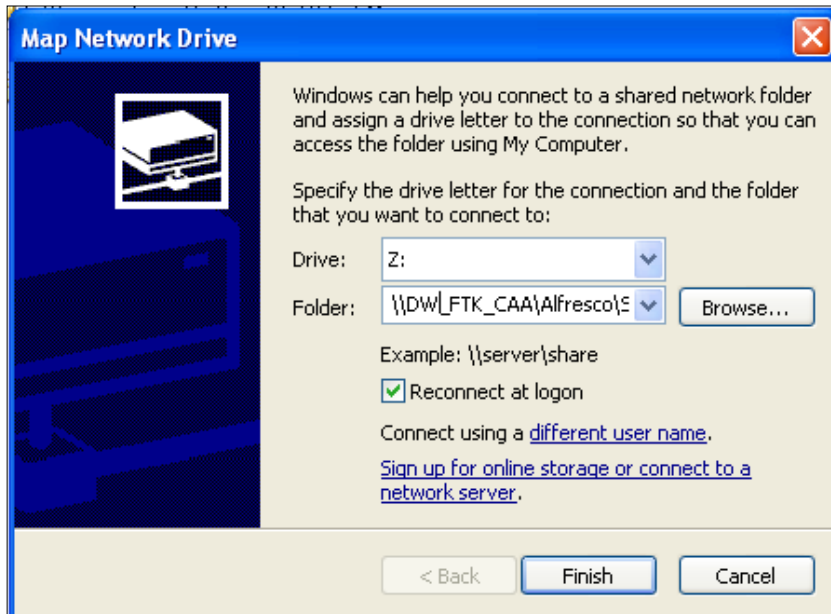 Map Network Drive
Windows can help you connect to a shared network folder
and assign a drive letter to the connection so that you can
access the folder using My Computer.
Specify the drive letter for the connection and the folder
that you want to connect to:
Drive: Z:
Folder: \\DW_FTK_CAA\Alfresco\S Browse...
Example: \\server\share
Reconnect at logon
Connect using a different user name.
Sign up for online storage or connect to a
network server.
< Back Finish Cancel